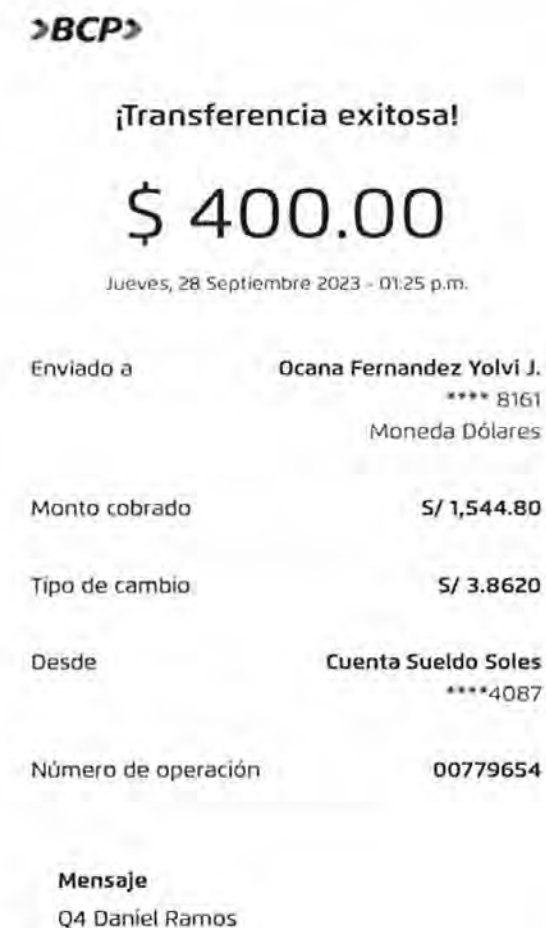 >BCP>
¡Transferencia exitosa!
$ 400.00
Jueves, 28 Septiembre 2023 - 01:25 p.m.
Enviado a Ocana Fernandez Yolvi J.
**** 8161
Moneda Dólares
Monto cobrado S/ 1,544.80
Tipo de cambio S/ 3.8620
Desde Cuenta Sueldo Soles
****4087
Número de operación 00779654
Mensaje
Q4 Daniel Ramos